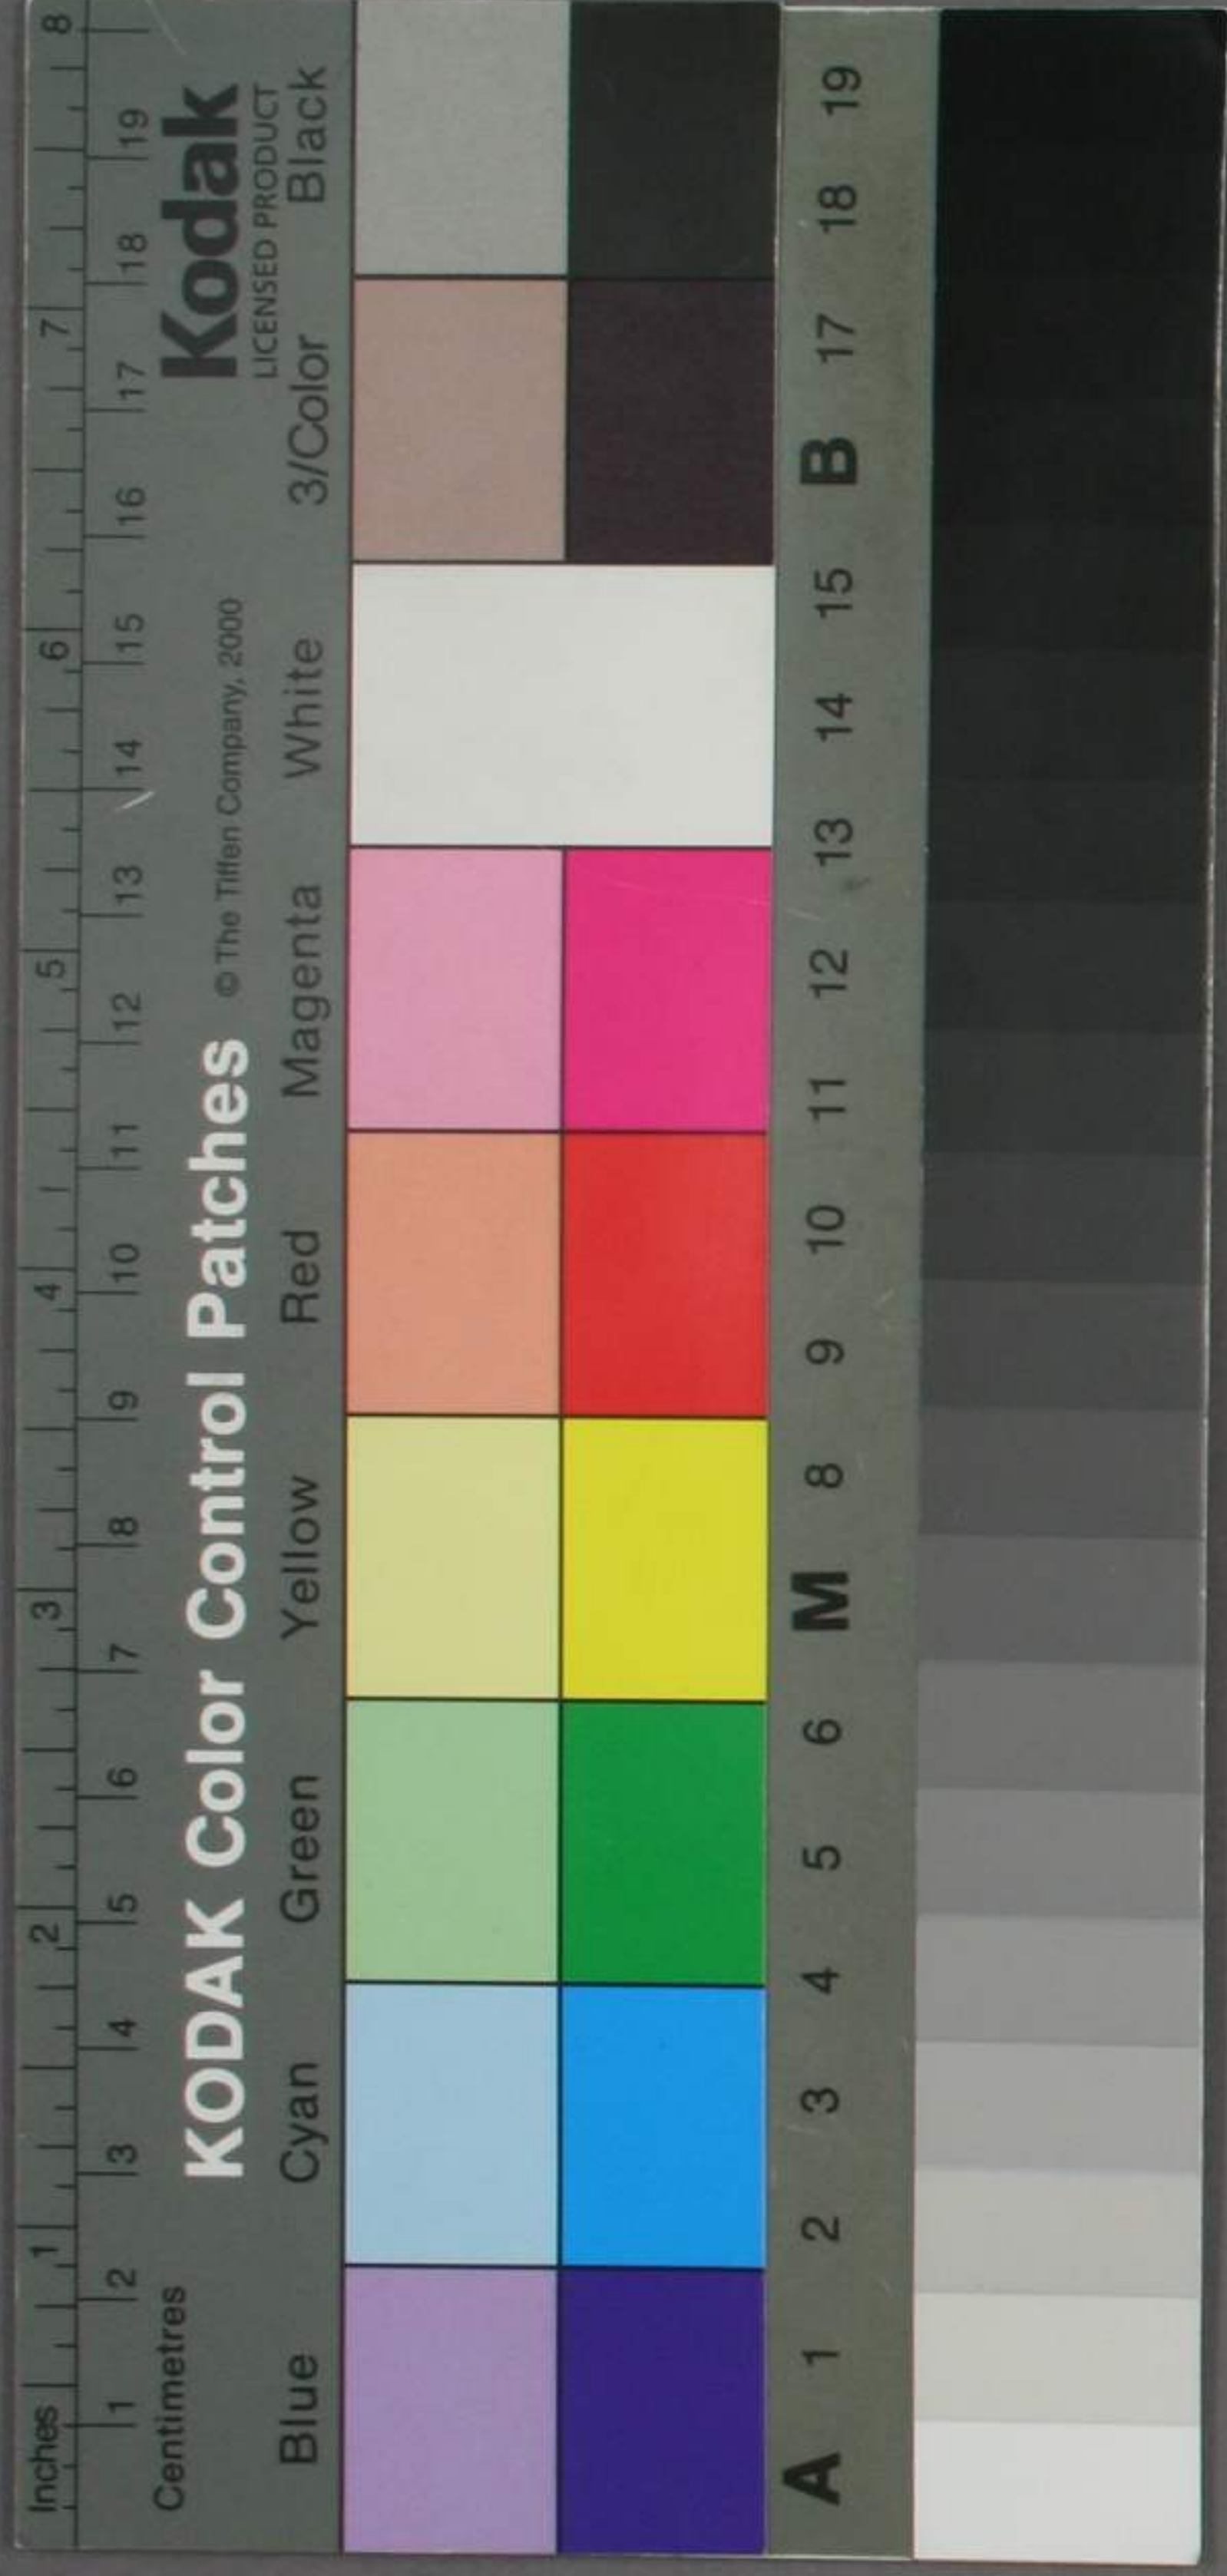 Inches 1 2 3 4 5 6 7 8
1 2 3 4 5 6 7 8 9 10 11 12 13 14 15 16 17 18 19
Centimetres
KODAK Color Control Patches © The Tiffen Company, 2000 Kodak
LICENSED PRODUCT
Blue Cyan Green Yellow Red Magenta White 3/Color Black
A 1 2 3 4 5 6 M 8 9 10 11 12 13 14 15 B 17 18 19